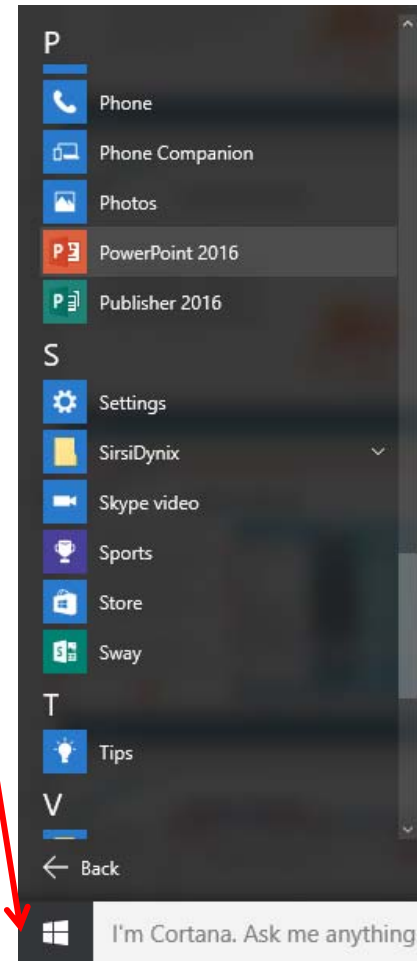 P
Phone
Phone Companion
Photos
PowerPoint 2016
Publisher 2016
S
Settings
SirsiDynix
Skype video
Sports
Store
Sway
T
Tips
V
Back
I'm Cortana. Ask me anything